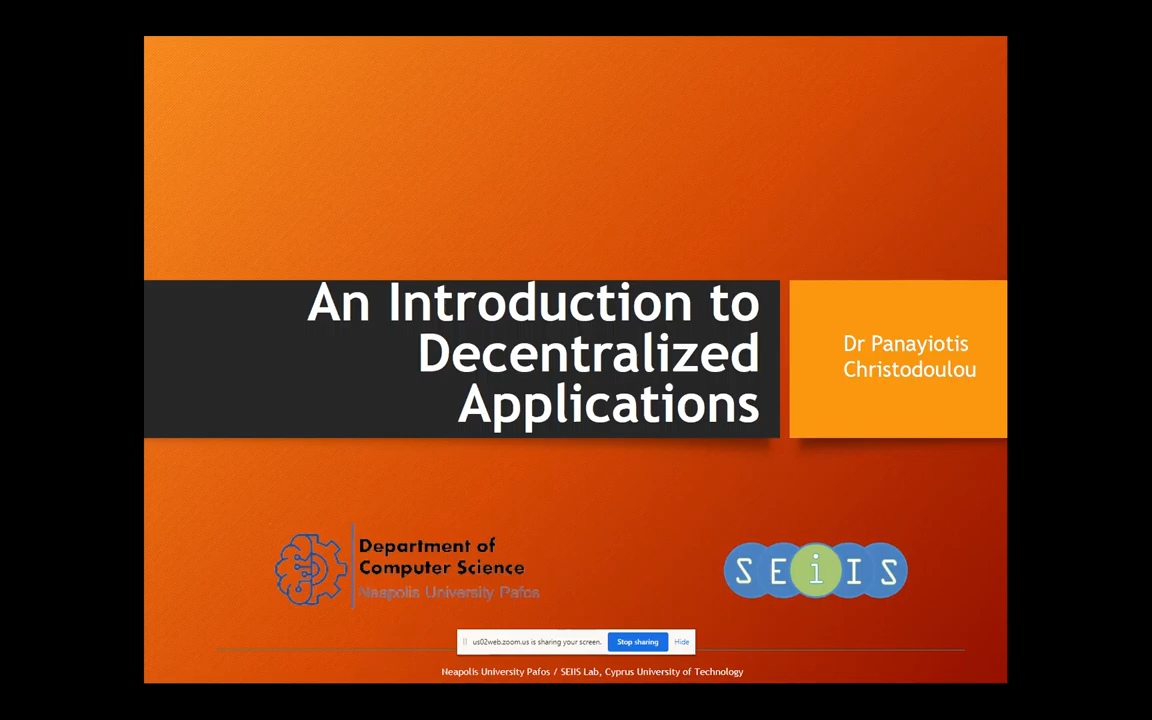 An Introduction to
Decentralized
Applications
Dr Panayiotis
Christodoulou
Department of
Computer Science
Neapolis University Pafos
SEiIS
us02web.zoom.us is sharing your screen.
Stop sharing
Hide
Neapolis University Pafos / SEIIS Lab, Cyprus University of Technology